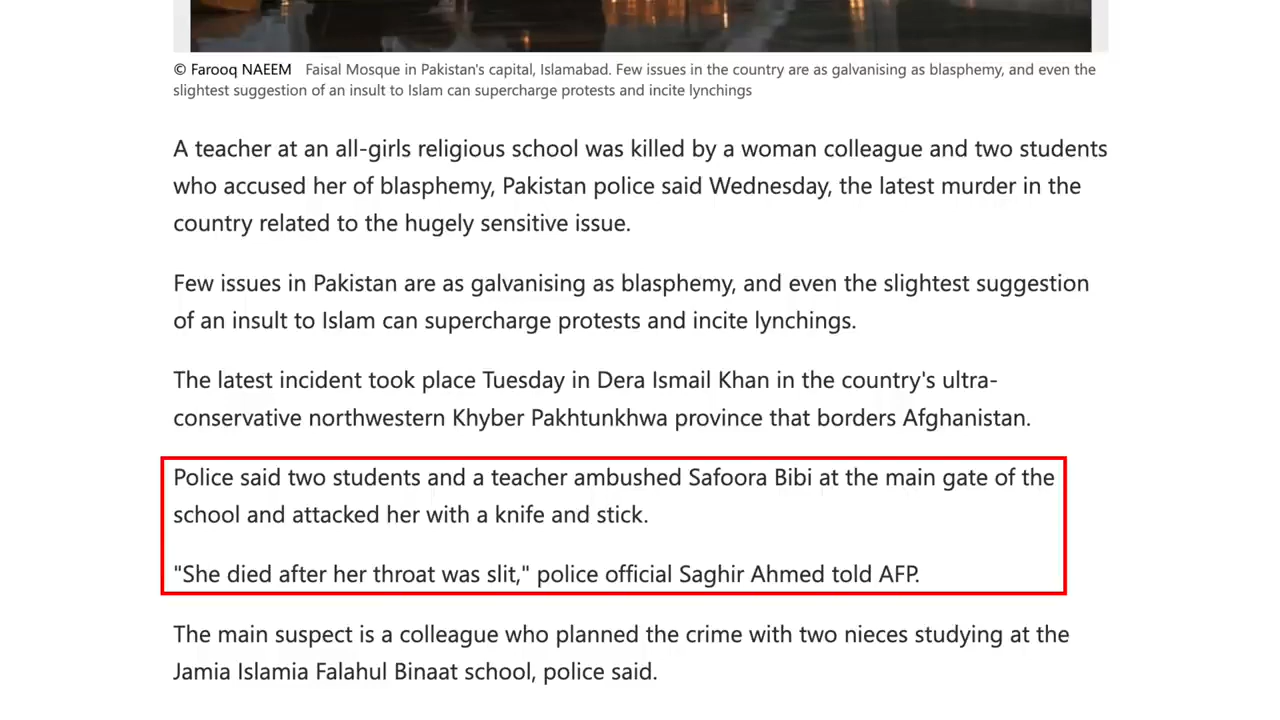 © Farooq NAEEM Faisal Mosque in Pakistan's capital, Islamabad. Few issues in the country are as galvanising as blasphemy, and even the
slightest suggestion of an insult to Islam can supercharge protests and incite lynchings
A teacher at an all-girls religious school was killed by a woman colleague and two students
who accused her of blasphemy, Pakistan police said Wednesday, the latest murder in the
country related to the hugely sensitive issue.
Few issues in Pakistan are as galvanising as blasphemy, and even the slightest suggestion
of an insult to Islam can supercharge protests and incite lynchings.
The latest incident took place Tuesday in Dera Ismail Khan in the country's ultra-
conservative northwestern Khyber Pakhtunkhwa province that borders Afghanistan.
Police said two students and a teacher ambushed Safoora Bibi at the main gate of the
school and attacked her with a knife and stick.
"She died after her throat was slit," police official Saghir Ahmed told AFP.
The main suspect is a colleague who planned the crime with two nieces studying at the
Jamia Islamia Falahul Binaat school, police said.